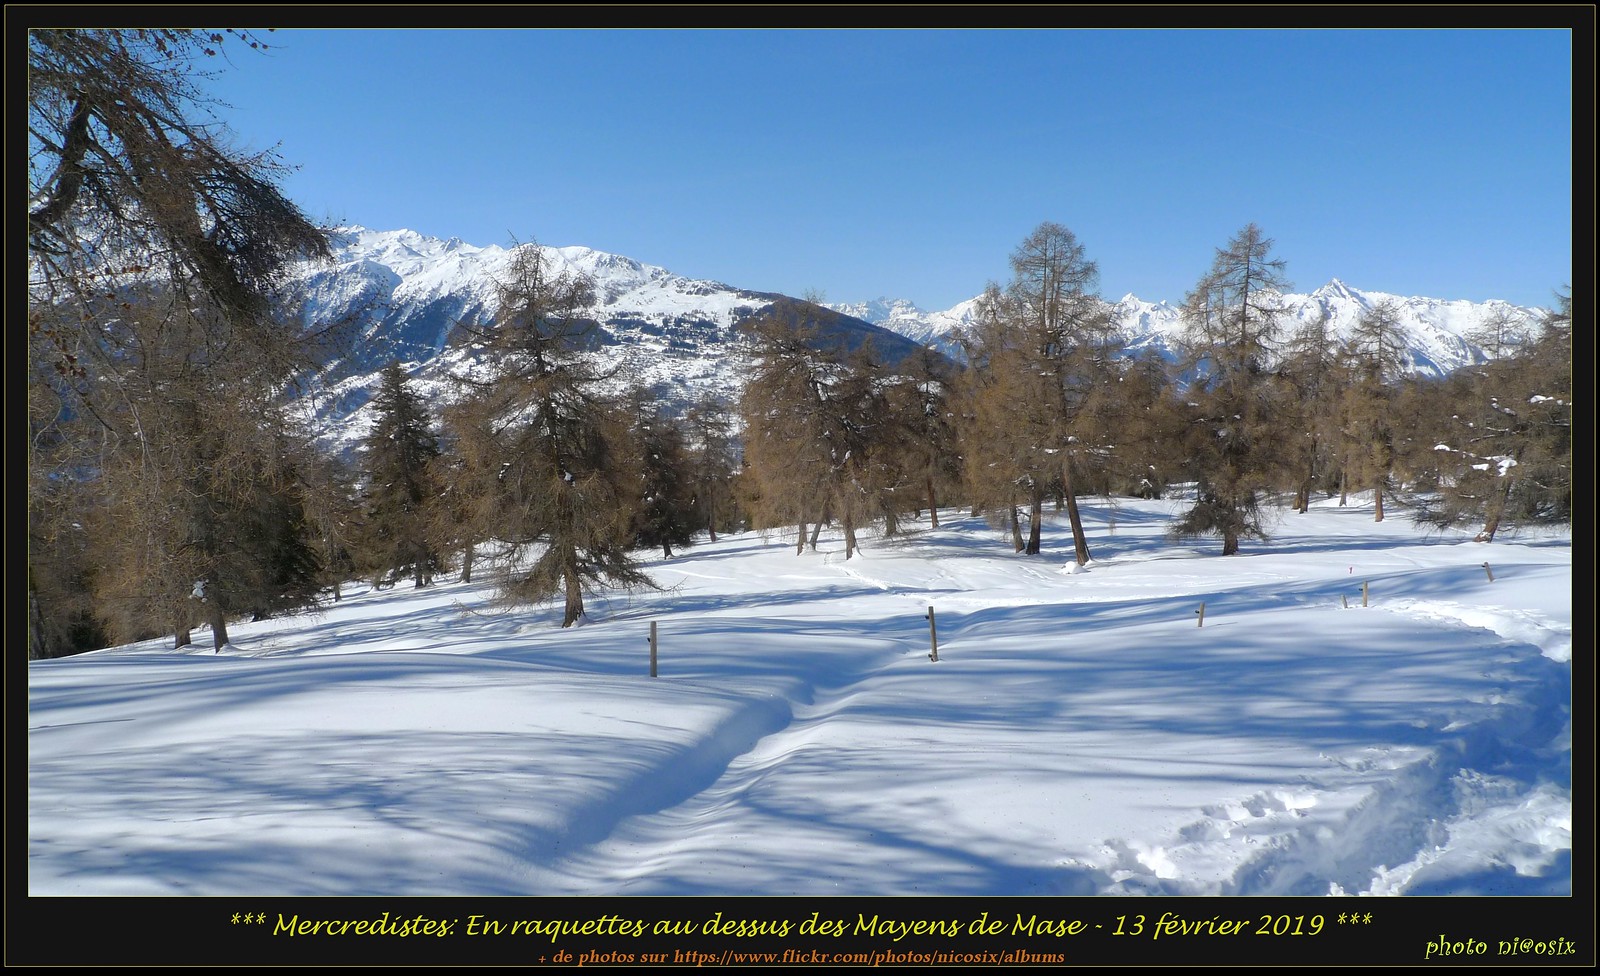 *** Mercredistes: En raquettes au dessus des Mayens de Mase - 13 février 2019 ***
+ de photos sur https://www.flickr.com/photos/nicosix/albums
photo ni@osix